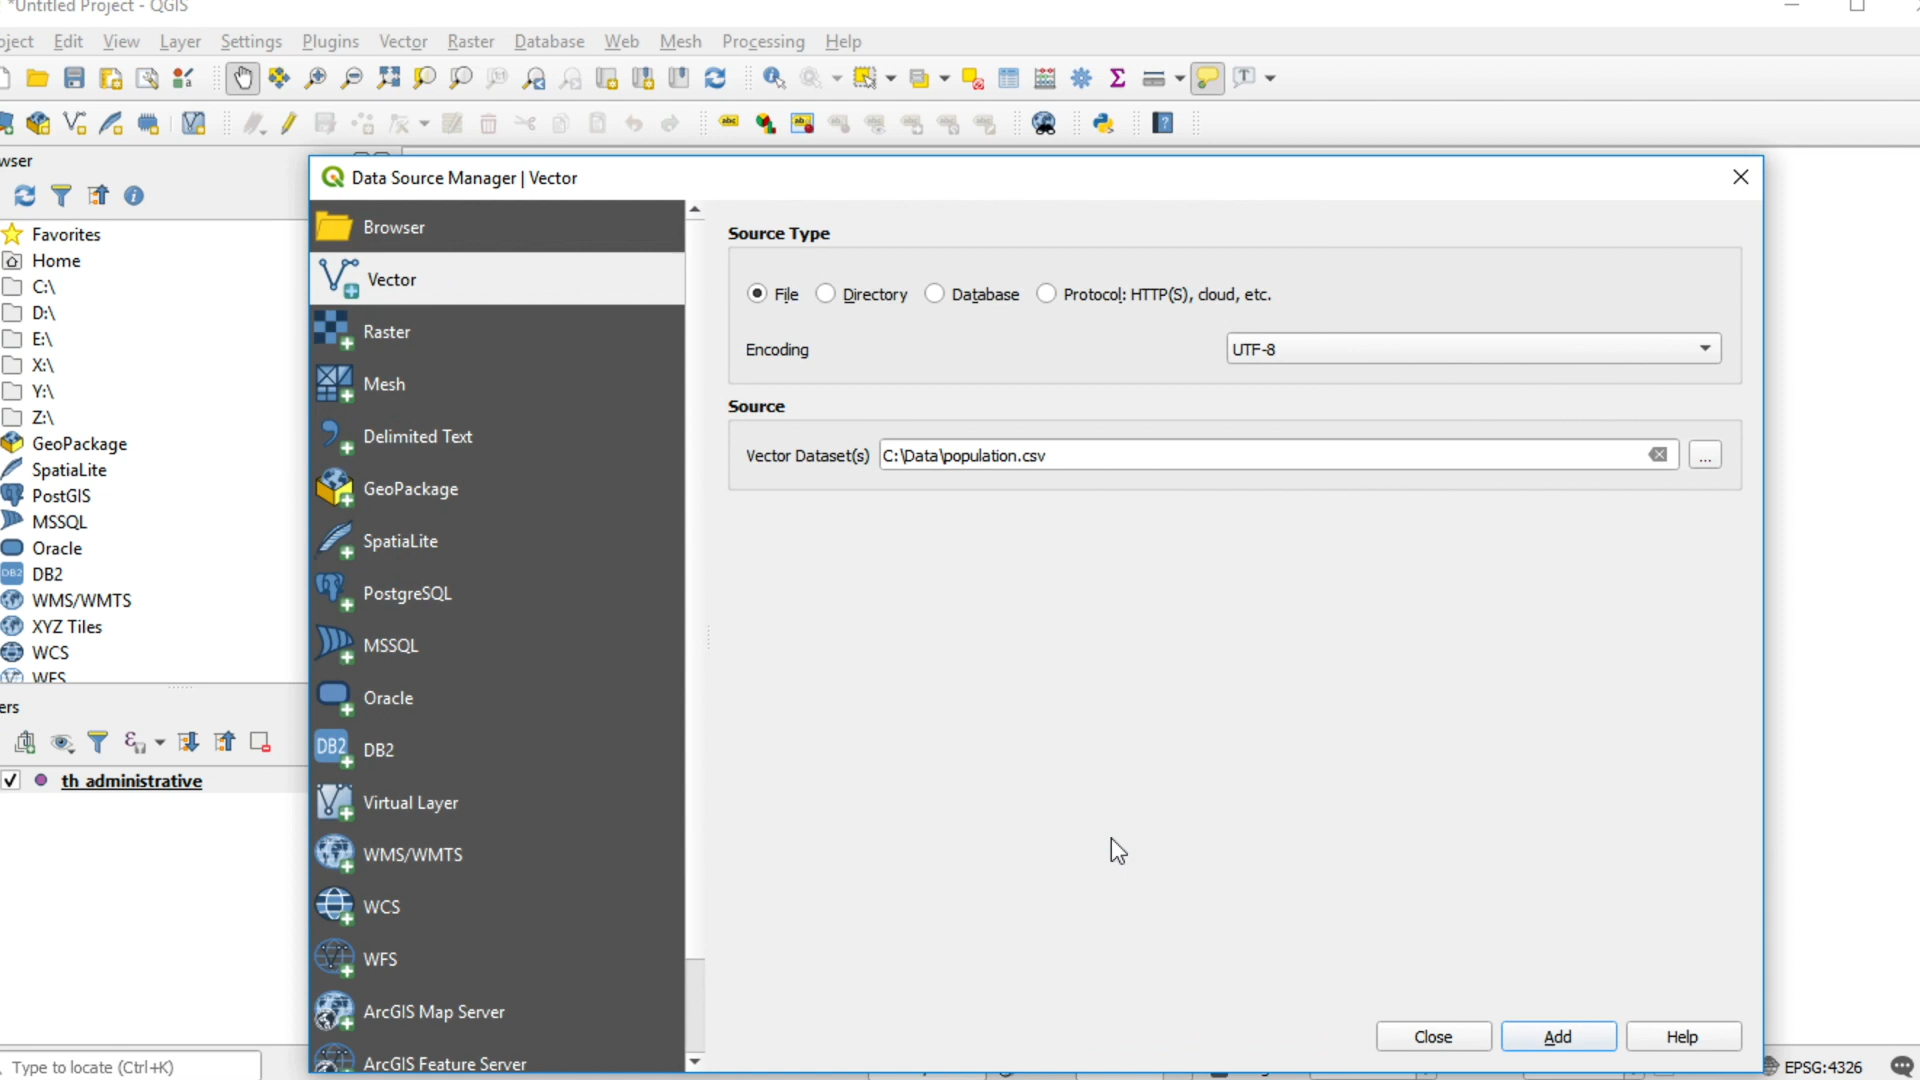 *Untitled Project - QGIS
oject Edit View Layer Settings Plugins Vector Raster Database Web Mesh Processing Help
wser
Favorites
Home
C:\
D:\
E:\
X:\
Y:\
Z:\
GeoPackage
SpatiaLite
PostGIS
MSSQL
Oracle
DB2
WMS/WMTS
XYZ Tiles
WCS
WFS
ers
th_administrative
Type to locate (Ctrl+K)
Data Source Manager | Vector
Browser
Vector
Raster
Mesh
Delimited Text
GeoPackage
SpatiaLite
PostgreSQL
MSSQL
Oracle
DB2
Virtual Layer
WMS/WMTS
WCS
WFS
ArcGIS Map Server
ArcGIS Feature Server
Source Type
File Directory Database Protocol: HTTP(S), cloud, etc.
Encoding UTF-8
Source
Vector Dataset(s) C:\Data\population.csv ...
Close Add Help
EPSG:4326